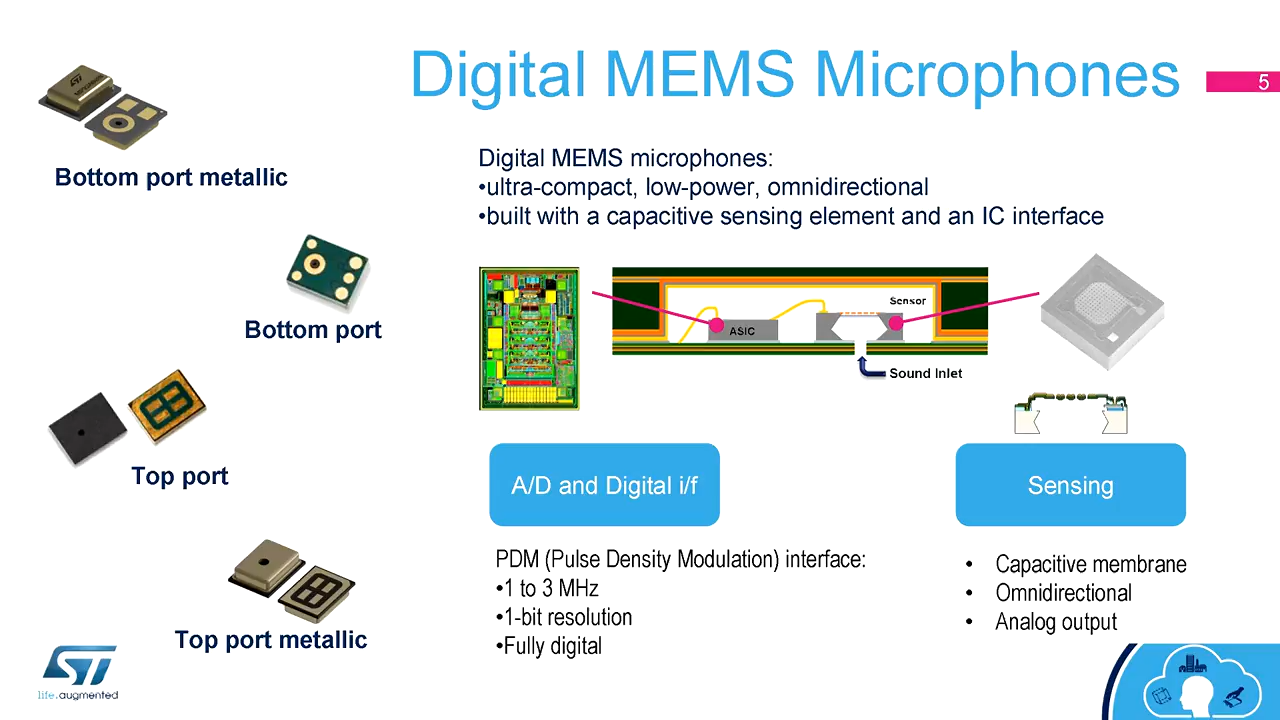 Digital MEMS Microphones
5
Bottom port metallic
Digital MEMS microphones:
•ultra-compact, low-power, omnidirectional
•built with a capacitive sensing element and an IC interface
Bottom port
Sensor
ASIC
Sound Inlet
Top port
A/D and Digital i/f
Sensing
PDM (Pulse Density Modulation) interface:
•1 to 3 MHz
•1-bit resolution
•Fully digital
• Capacitive membrane
• Omnidirectional
• Analog output
Top port metallic
ST
life.augmented